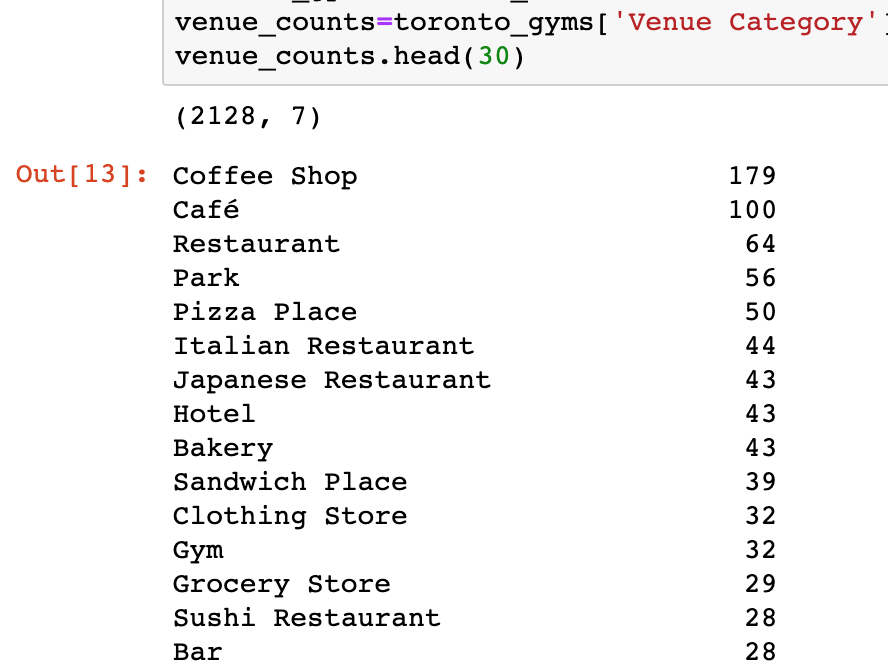 venue_counts=toronto_gyms['Venue Category']
venue_counts.head(30)
(2128, 7)
Out[13]: Coffee Shop 179
Café 100
Restaurant 64
Park 56
Pizza Place 50
Italian Restaurant 44
Japanese Restaurant 43
Hotel 43
Bakery 43
Sandwich Place 39
Clothing Store 32
Gym 32
Grocery Store 29
Sushi Restaurant 28
Bar 28